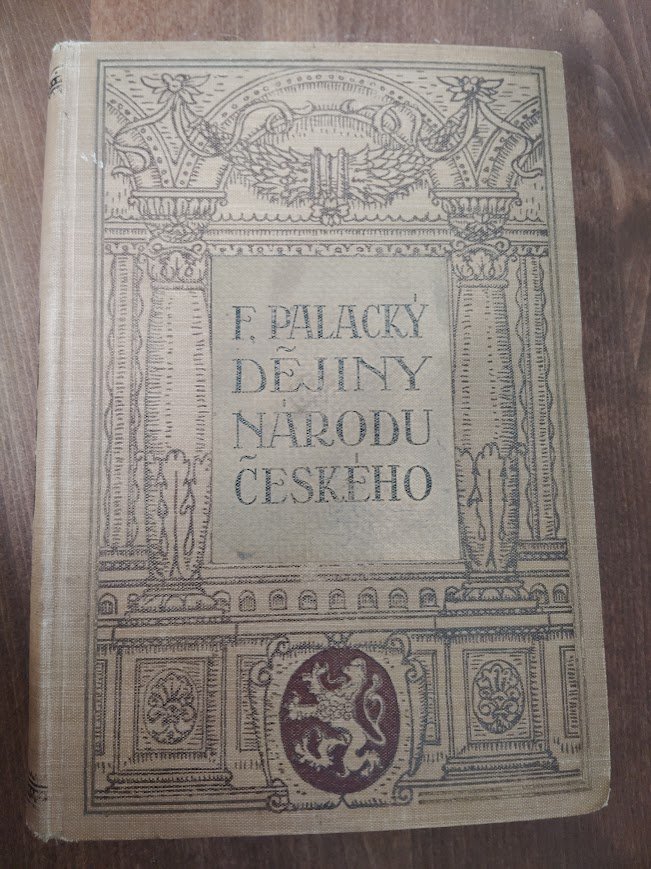 F. PALACKÝ
DĚJINY
NÁRODU
ČESKÉHO